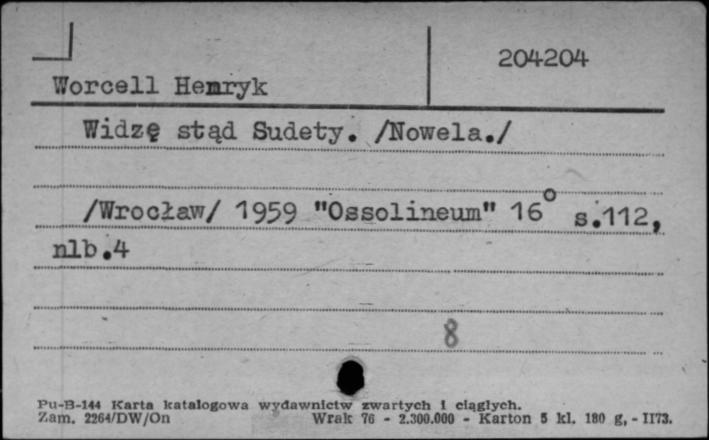 204204
Worcell Henryk
Widzę stąd Sudety. /Nowela./
/Wrocław/ 1959 "Ossolineum" 16° s.112,
nlb.4
8
Pu-B-144 Karta katalogowa wydawnictw zwartych i ciągłych.
Zam. 2264/DW/On Wrak 76 - 2.300.000 - Karton 5 kl. 180 g, - II73.